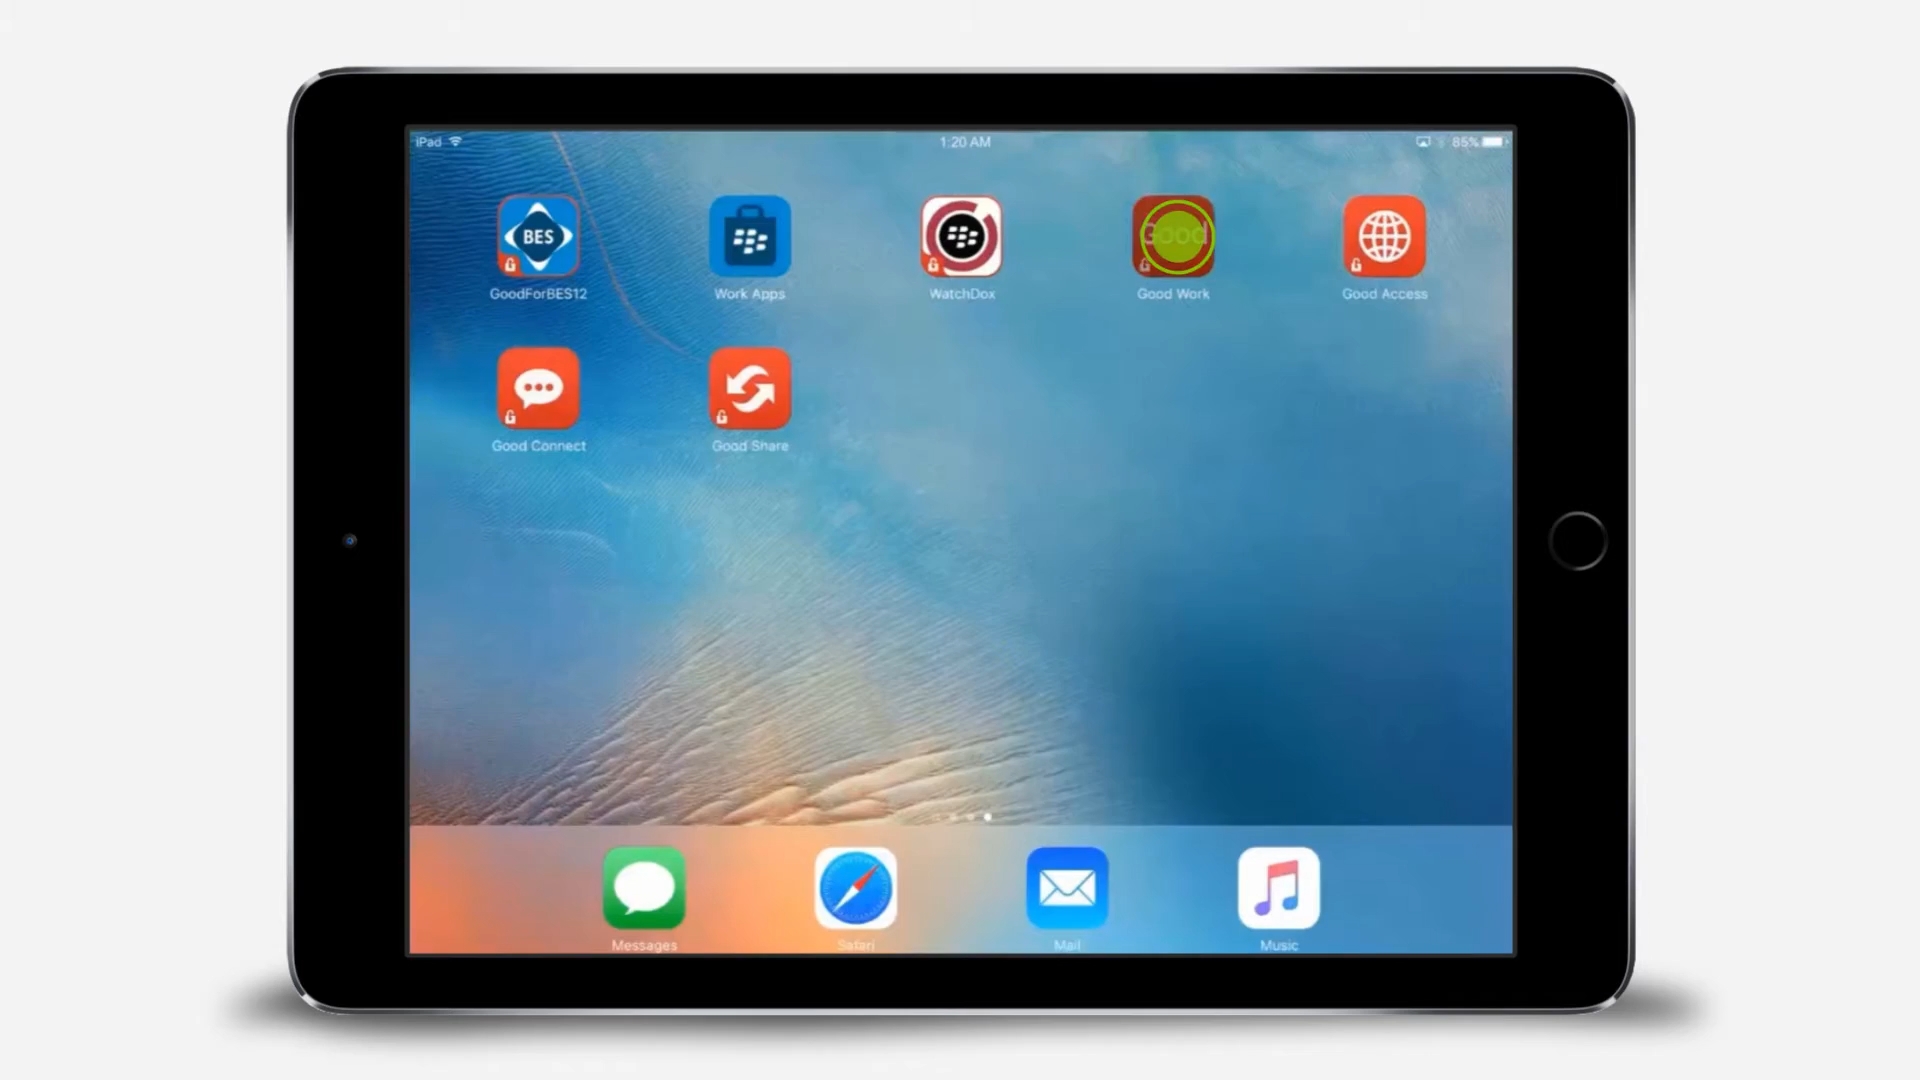 iPad
1:20 AM
85%
BES
Good
GoodForBES12
Work Apps
WatchDox
Good Work
Good Access
Good Connect
Good Share
Messages
Safari
Mail
Music